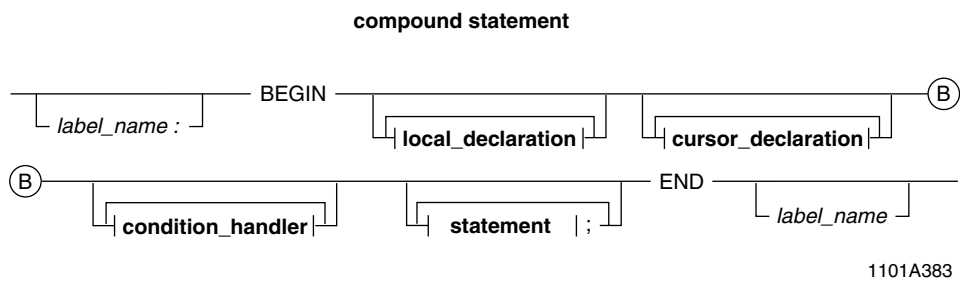 compound statement
BEGIN B
label_name :
local_declaration cursor_declaration
B END
condition_handler statement ; label_name
1101A383